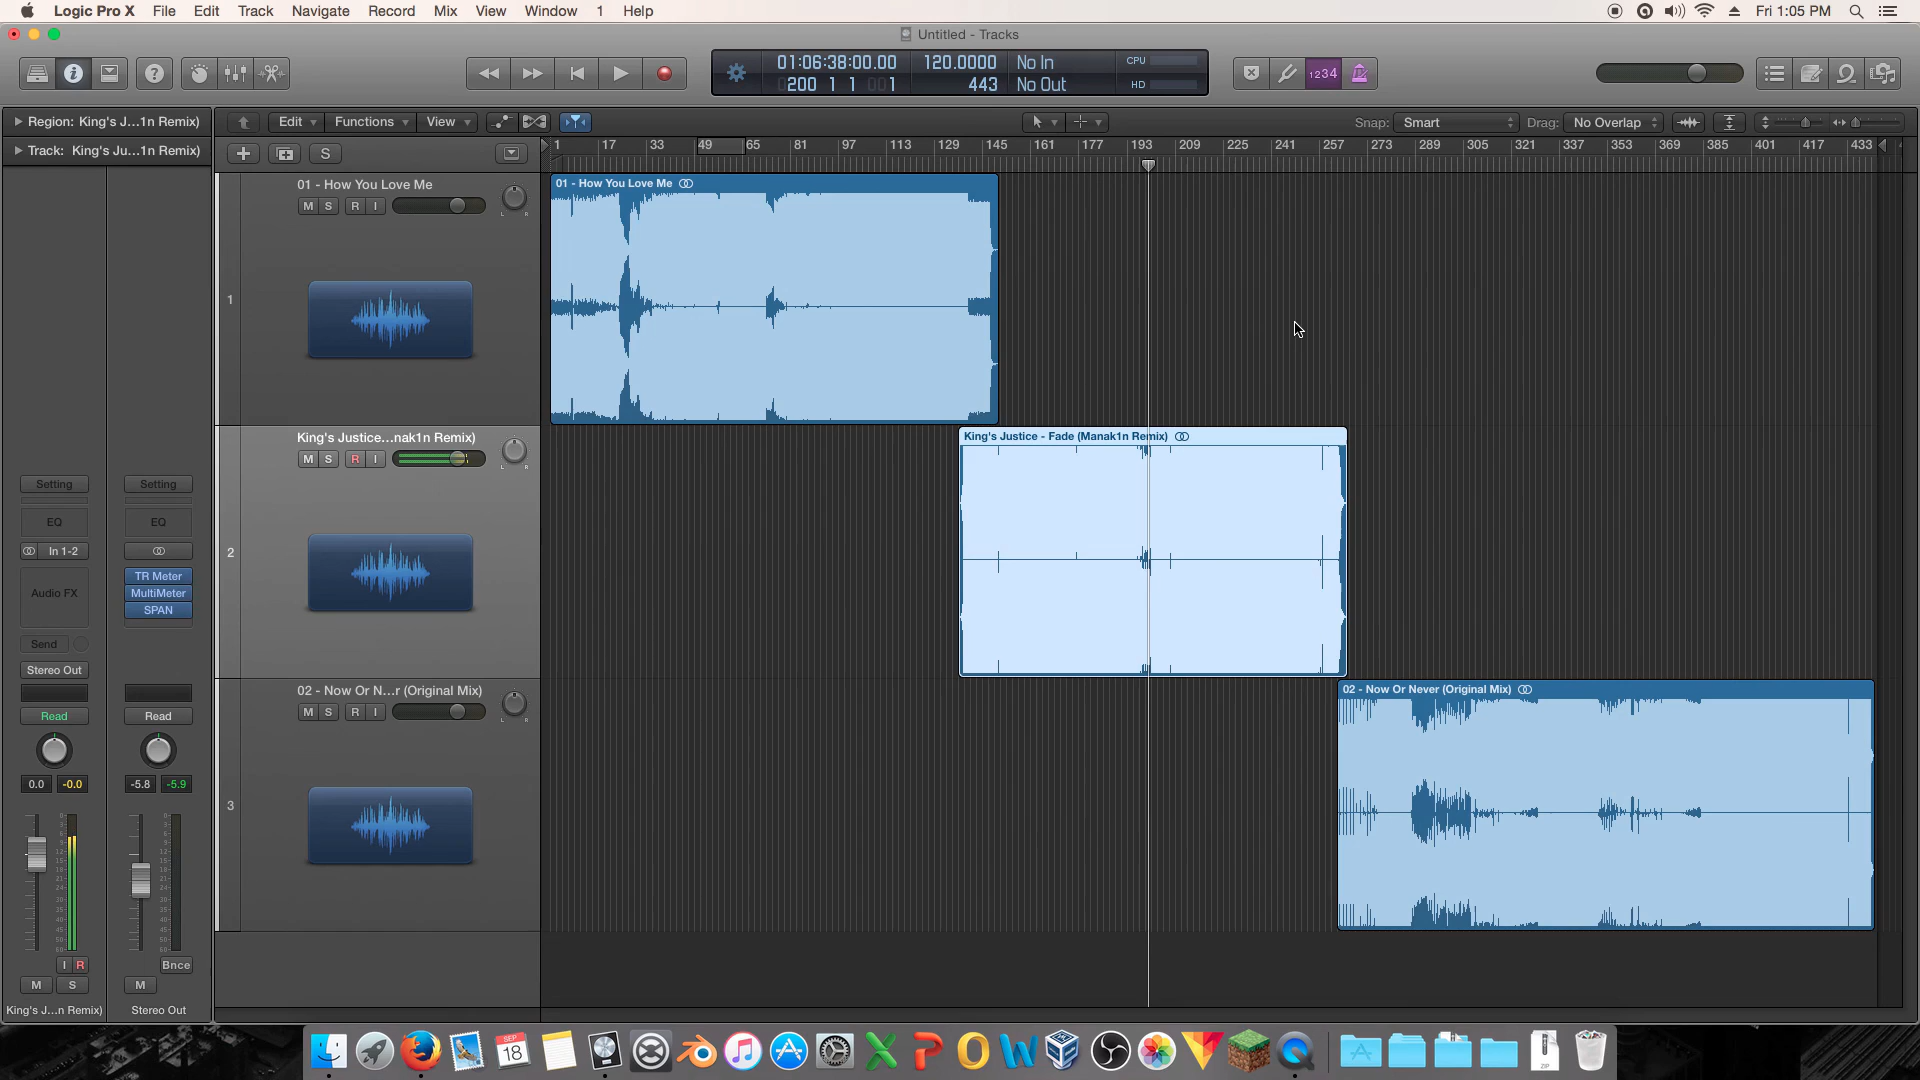 Logic Pro X File Edit Track Navigate Record Mix View Window 1 Help Fri 1:05 PM
Untitled - Tracks
01:06:38:00.00 120.0000 No In CPU
200 1 1 001 443 No Out HD
1234
Region: King's J...1n Remix) Edit Functions View Snap: Smart Drag: No Overlap
Track: King's Ju...1n Remix) S 1 17 33 49 65 81 97 113 129 145 161 177 193 209 225 241 257 273 289 305 321 337 353 369 385 401 417 433
01 - How You Love Me
M S R I
L R
1
01 - How You Love Me
King's Justice...nak1n Remix)
M S R I
L R
2
King's Justice - Fade (Manak1n Remix)
02 - Now Or N...r (Original Mix)
M S R I
L R
3
02 - Now Or Never (Original Mix)
Setting Setting
EQ EQ
In 1-2
Audio FX TR Meter
MultiMeter
SPAN
Send
Stereo Out
Read Read
0.0 -0.0 -5.8 -5.9
I R Bnce
M S M
King's J...n Remix) Stereo Out
SEP
18
ZIP